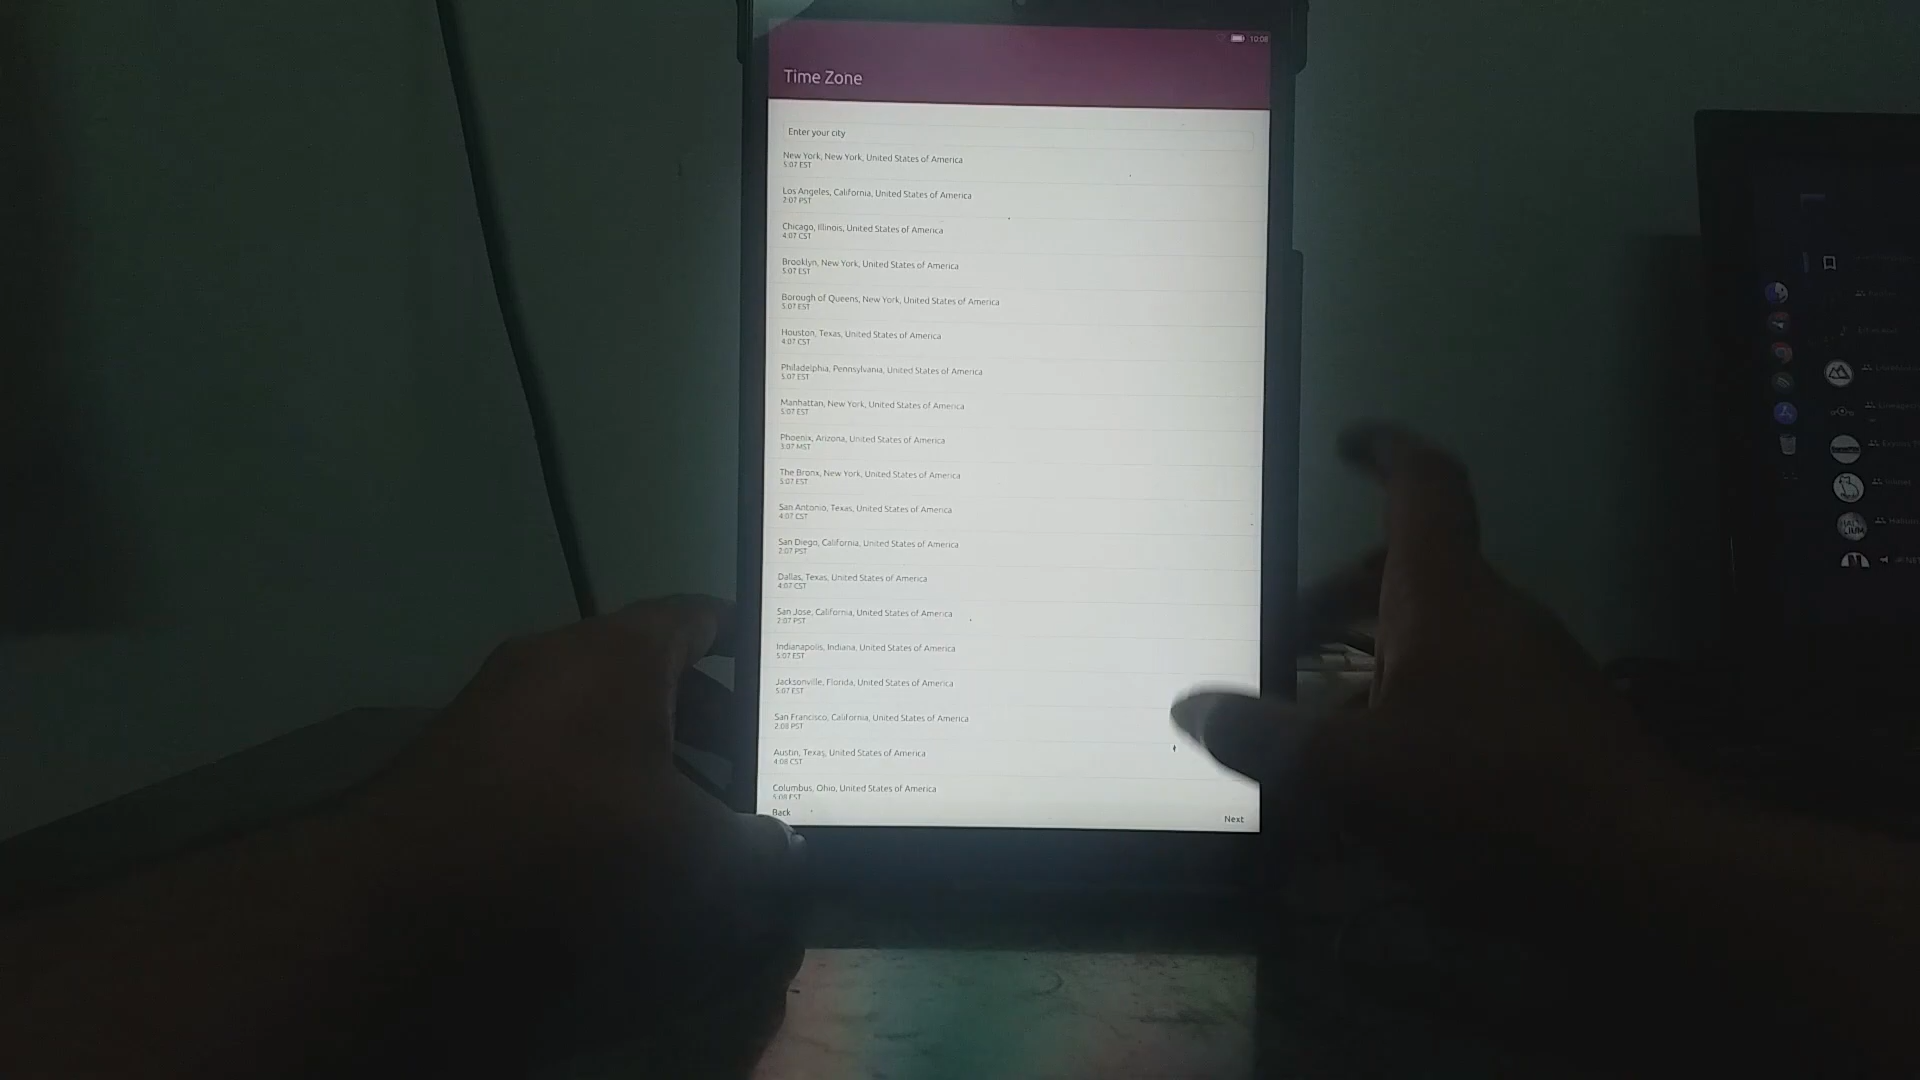 10:08
Time Zone
Enter your city
New York, New York, United States of America
5:07 EST
Los Angeles, California, United States of America
2:07 PST
Chicago, Illinois, United States of America
4:07 CST
Brooklyn, New York, United States of America
5:07 EST
Borough of Queens, New York, United States of America
5:07 EST
Houston, Texas, United States of America
4:07 CST
Philadelphia, Pennsylvania, United States of America
5:07 EST
Manhattan, New York, United States of America
5:07 EST
Phoenix, Arizona, United States of America
3:07 MST
The Bronx, New York, United States of America
5:07 EST
San Antonio, Texas, United States of America
4:07 CST
San Diego, California, United States of America
2:07 PST
Dallas, Texas, United States of America
4:07 CST
San Jose, California, United States of America
2:07 PST
Indianapolis, Indiana, United States of America
5:07 EST
Jacksonville, Florida, United States of America
5:07 EST
San Francisco, California, United States of America
2:08 PST
Austin, Texas, United States of America
4:08 CST
Columbus, Ohio, United States of America
5:08 EST
Back
Next